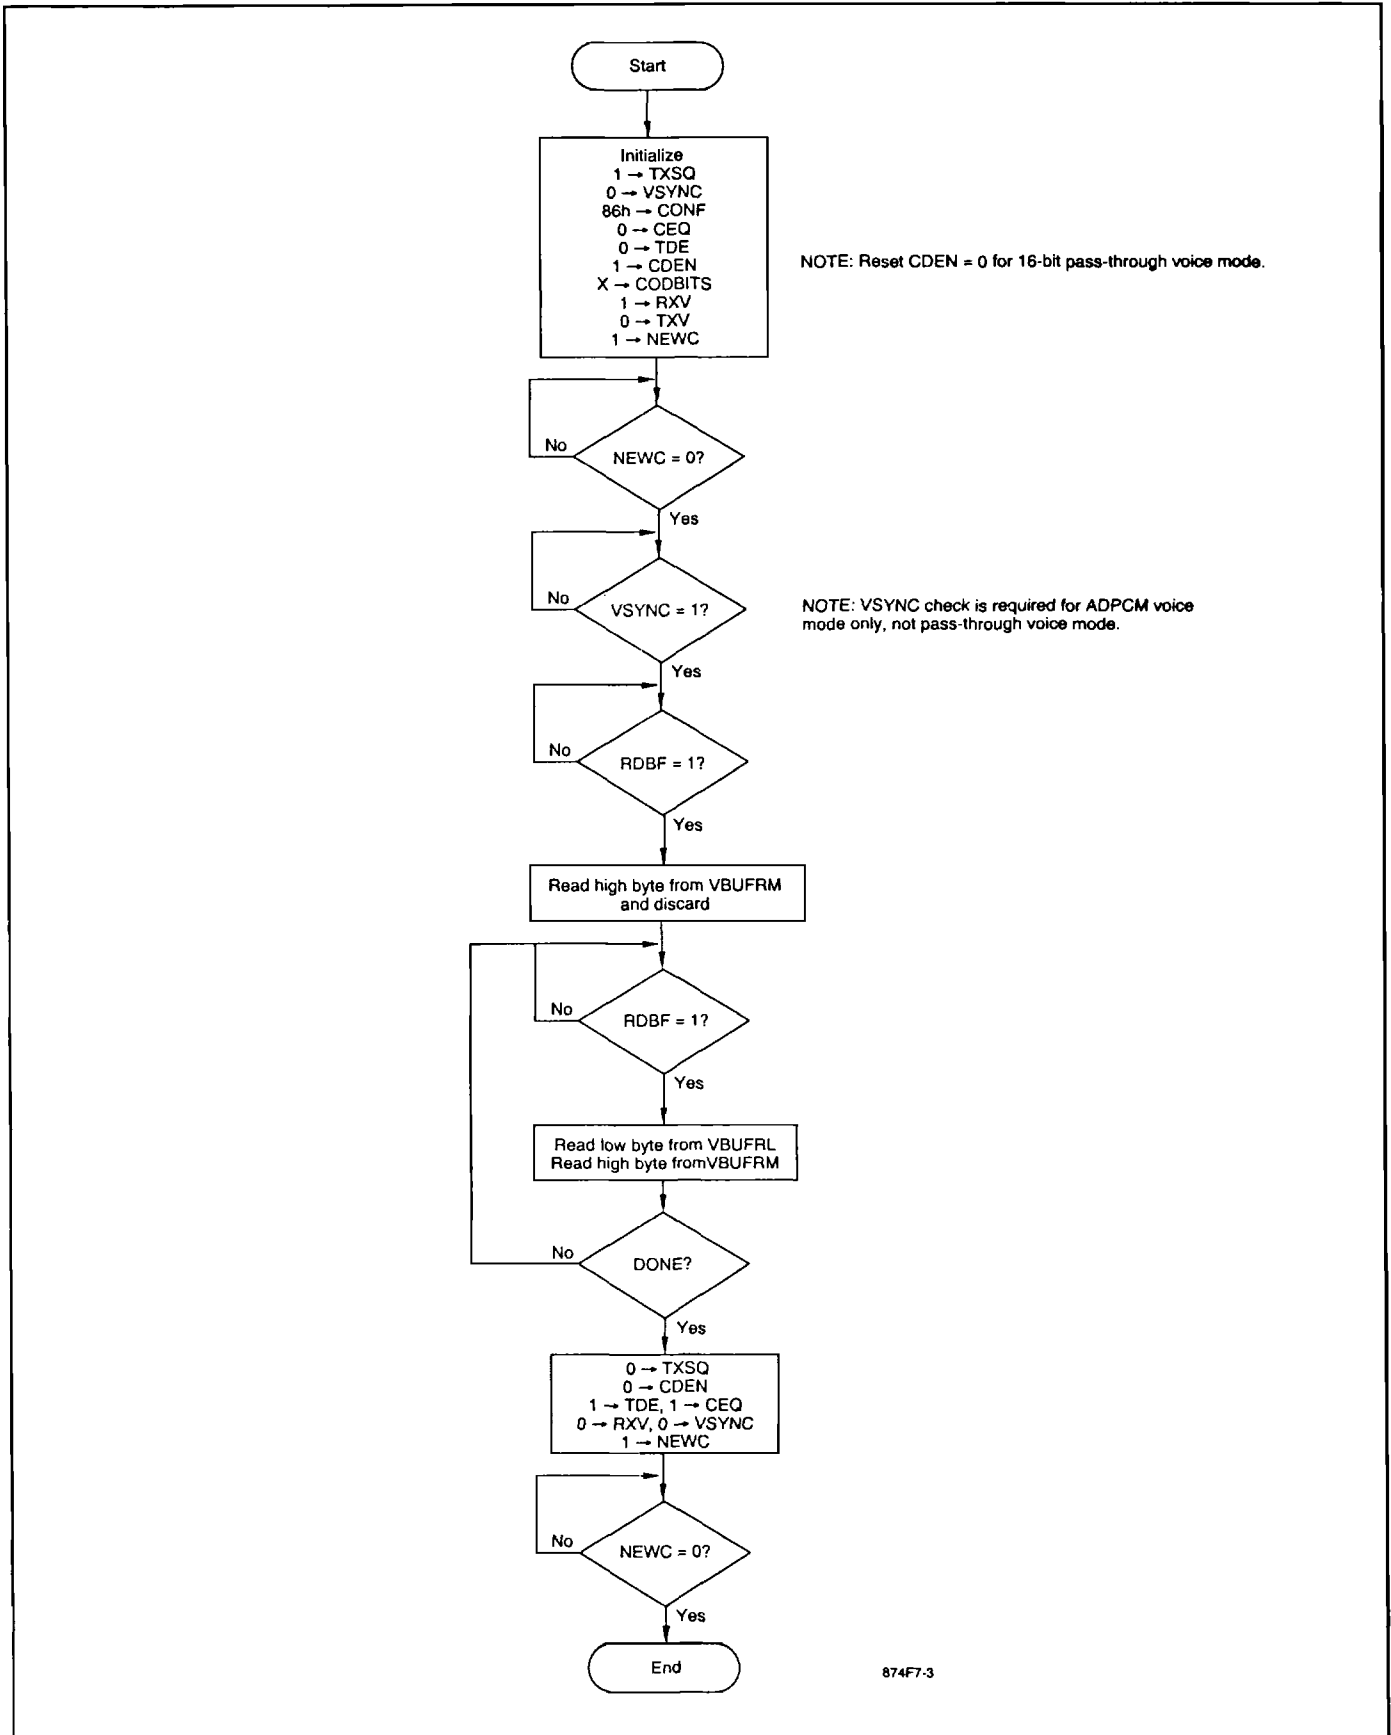 Start
Initialize
1 → TXSQ
0 → VSYNC
86h → CONF
0 → CEQ
0 → TDE
1 → CDEN
X → CODBITS
1 → RXV
0 → TXV
1 → NEWC
NOTE: Reset CDEN = 0 for 16-bit pass-through voice mode.
No
NEWC = 0?
Yes
No
VSYNC = 1?
NOTE: VSYNC check is required for ADPCM voice
mode only, not pass-through voice mode.
Yes
No
RDBF = 1?
Yes
Read high byte from VBUFRM
and discard
No
RDBF = 1?
Yes
Read low byte from VBUFRL
Read high byte fromVBUFRM
No
DONE?
Yes
0 → TXSQ
0 → CDEN
1 → TDE, 1 → CEQ
0 → RXV, 0 → VSYNC
1 → NEWC
No
NEWC = 0?
Yes
End
874F7-3